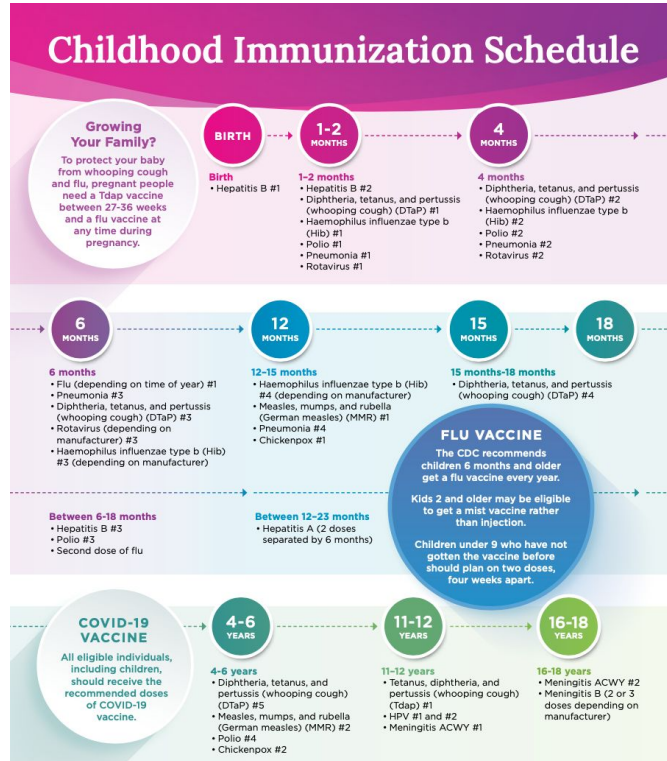 Childhood Immunization Schedule
Growing
Your Family?
To protect your baby
from whooping cough
and flu, pregnant people
need a Tdap vaccine
between 27-36 weeks
and a flu vaccine at
any time during
pregnancy.
BIRTH
Birth
• Hepatitis B #1
1-2
MONTHS
1–2 months
• Hepatitis B #2
• Diphtheria, tetanus, and pertussis
(whooping cough) (DTaP) #1
• Haemophilus influenzae type b
(Hib) #1
• Polio #1
• Pneumonia #1
• Rotavirus #1
4
MONTHS
4 months
• Diphtheria, tetanus, and pertussis
(whooping cough) (DTaP) #2
• Haemophilus influenzae type b
(Hib) #2
• Polio #2
• Pneumonia #2
• Rotavirus #2
6
MONTHS
6 months
• Flu (depending on time of year) #1
• Pneumonia #3
• Diphtheria, tetanus, and pertussis
(whooping cough) (DTaP) #3
• Rotavirus (depending on
manufacturer) #3
• Haemophilus influenzae type b (Hib)
#3 (depending on manufacturer)
12
MONTHS
12–15 months
• Haemophilus influenzae type b (Hib)
#4 (depending on manufacturer)
• Measles, mumps, and rubella
(German measles) (MMR) #1
• Pneumonia #4
• Chickenpox #1
15
MONTHS
18
MONTHS
15 months-18 months
• Diphtheria, tetanus, and pertussis
(whooping cough) (DTaP) #4
Between 6-18 months
• Hepatitis B #3
• Polio #3
• Second dose of flu
Between 12–23 months
• Hepatitis A (2 doses
separated by 6 months)
FLU VACCINE
The CDC recommends
children 6 months and older
get a flu vaccine every year.
Kids 2 and older may be eligible
to get a mist vaccine rather
than injection.
Children under 9 who have not
gotten the vaccine before
should plan on two doses,
four weeks apart.
COVID-19
VACCINE
All eligible individuals,
including children,
should receive the
recommended doses
of COVID-19
vaccine.
4-6
YEARS
4-6 years
• Diphtheria, tetanus, and
pertussis (whooping cough)
(DTaP) #5
• Measles, mumps, and rubella
(German measles) (MMR) #2
• Polio #4
• Chickenpox #2
11-12
YEARS
11–12 years
• Tetanus, diphtheria, and
pertussis (whooping cough)
(Tdap) #1
• HPV #1 and #2
• Meningitis ACWY #1
16-18
YEARS
16-18 years
• Meningitis ACWY #2
• Meningitis B (2 or 3
doses depending on
manufacturer)